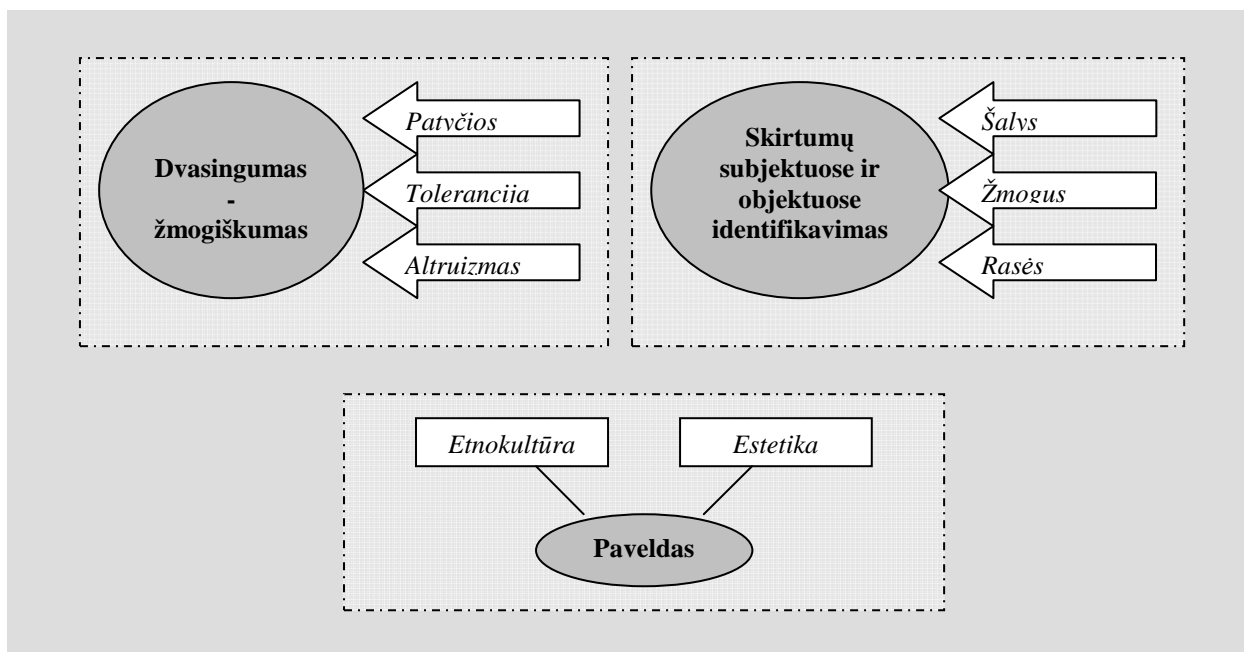 Dvasingumas
-
žmogiškumas
Patyčios
Tolerancija
Altruizmas
Skirtumų
subjektuose ir
objektuose
identifikavimas
Šalys
Žmogus
Rasės
Etnokultūra
Estetika
Paveldas